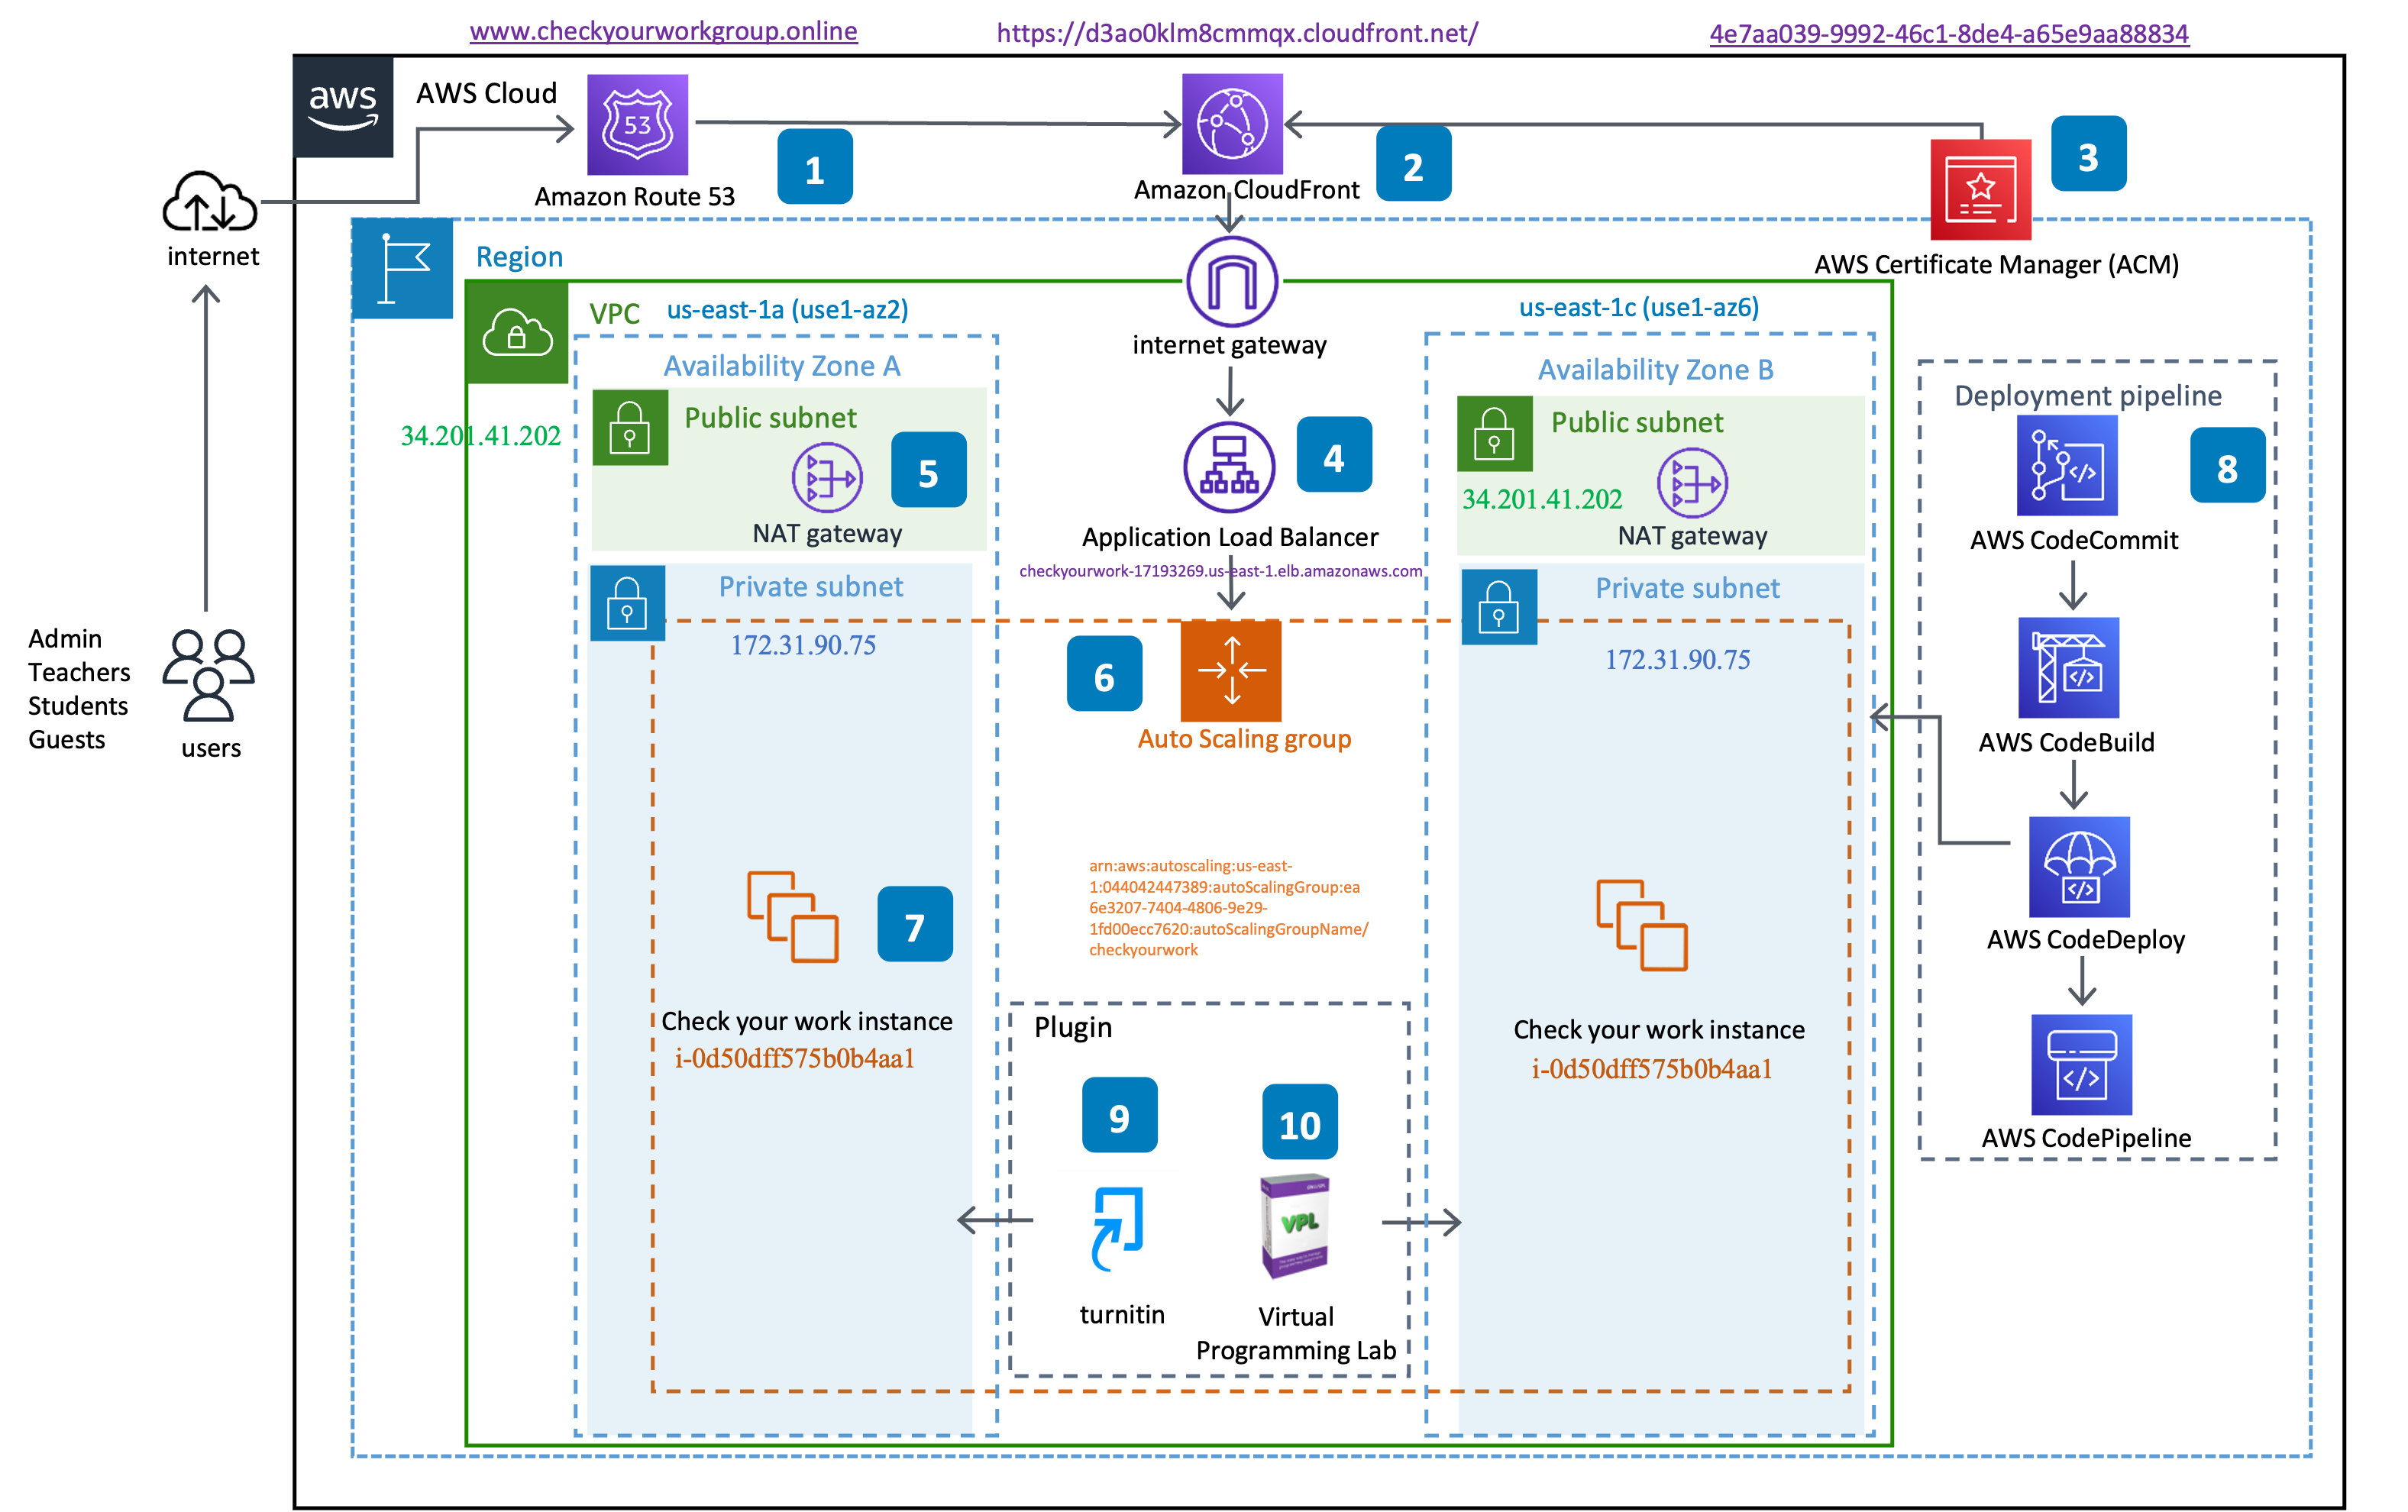 www.checkyourworkgroup.online
https://d3ao0klm8cmmqx.cloudfront.net/
4e7aa039-9992-46c1-8de4-a65e9aa88834
aws
AWS Cloud
53
Amazon Route 53
1
Amazon CloudFront
2
3
AWS Certificate Manager (ACM)
internet
Region
VPC
us-east-1a (use1-az2)
internet gateway
us-east-1c (use1-az6)
Availability Zone A
Availability Zone B
34.201.41.202
Public subnet
5
NAT gateway
4
Application Load Balancer
checkyourwork-17193269.us-east-1.elb.amazonaws.com
Public subnet
34.201.41.202
NAT gateway
Deployment pipeline
8
AWS CodeCommit
AWS CodeBuild
AWS CodeDeploy
AWS CodePipeline
Admin
Teachers
Students
Guests
users
Private subnet
172.31.90.75
6
Auto Scaling group
Private subnet
172.31.90.75
arn:aws:autoscaling:us-east-
1:044042447389:autoScalingGroup:ea
6e3207-7404-4806-9e29-
1fd00ecc7620:autoScalingGroupName/
checkyourwork
7
Check your work instance
i-0d50dff575b0b4aa1
Check your work instance
i-0d50dff575b0b4aa1
Plugin
9
10
VPL
turnitin
Virtual
Programming Lab